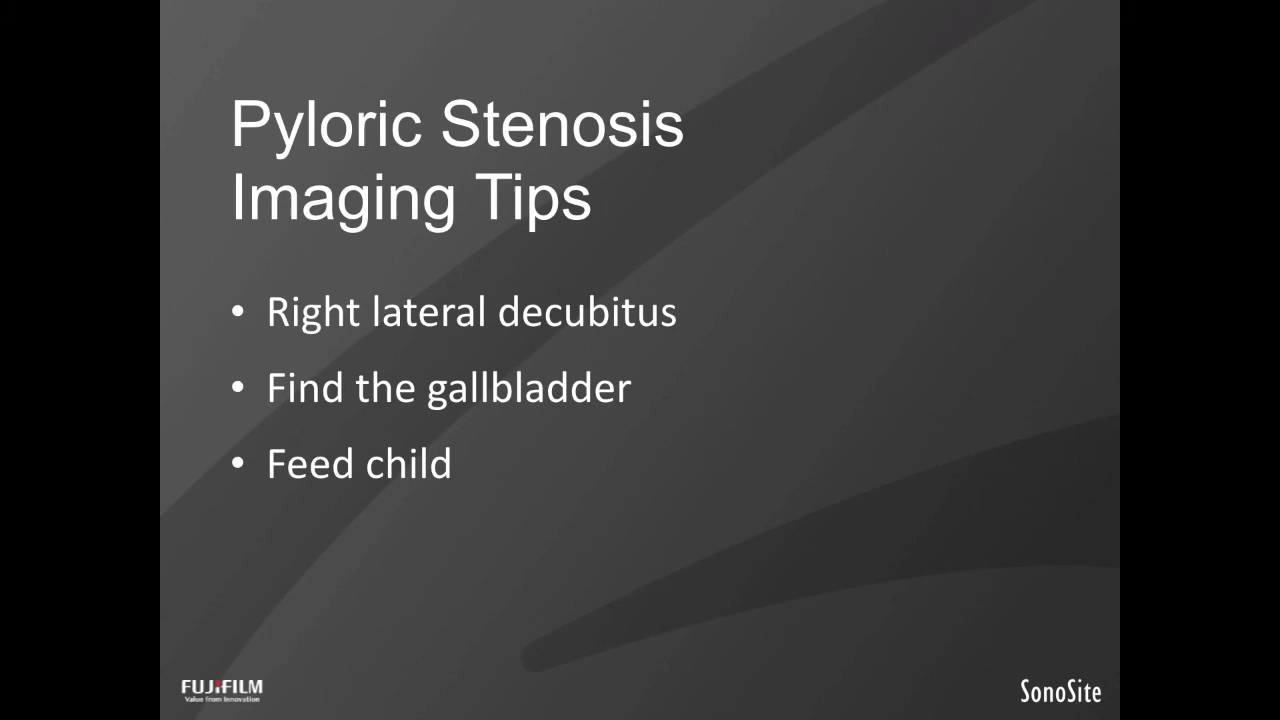 Pyloric Stenosis
Imaging Tips
• Right lateral decubitus
• Find the gallbladder
• Feed child
FUJIFILM
Value from Innovation
SonoSite